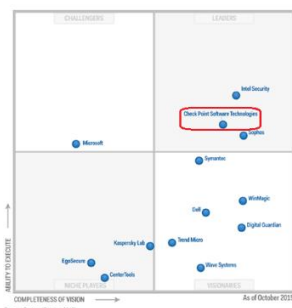 CHALLENGERS
LEADERS
Intel Security
Check Point Software Technologies
Sophos
Microsoft
Symantec
WinMagic
Dell
Digital Guardian
Kaspersky Lab
Trend Micro
EgoSecure
Wave Systems
CenterTools
NICHE PLAYERS
VISIONARIES
ABILITY TO EXECUTE
COMPLETENESS OF VISION
As of October 2015